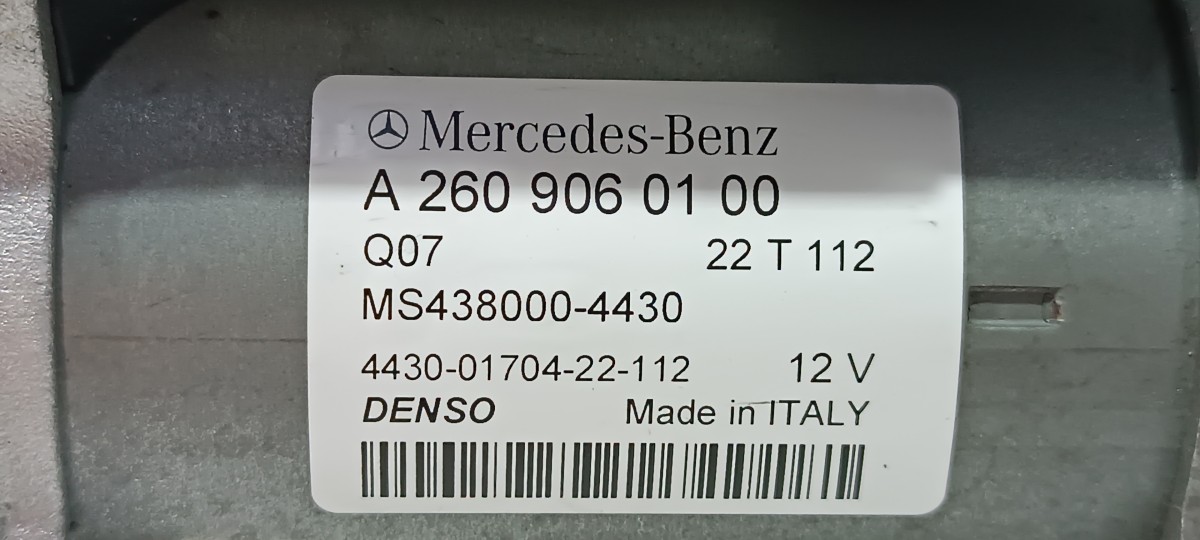 Mercedes-Benz
A 260 906 01 00
Q07 22 T 112
MS438000-4430
4430-01704-22-112 12 V
DENSO Made in ITALY